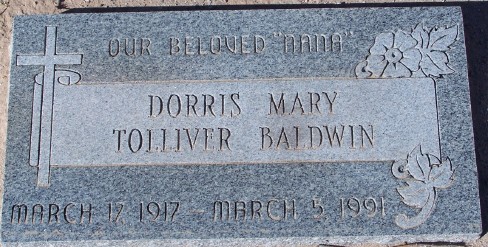 OUR BELOVED "NANA"
DORRIS MARY
TOLLIVER BALDWIN
MARCH 17, 1917 - MARCH 5, 1991